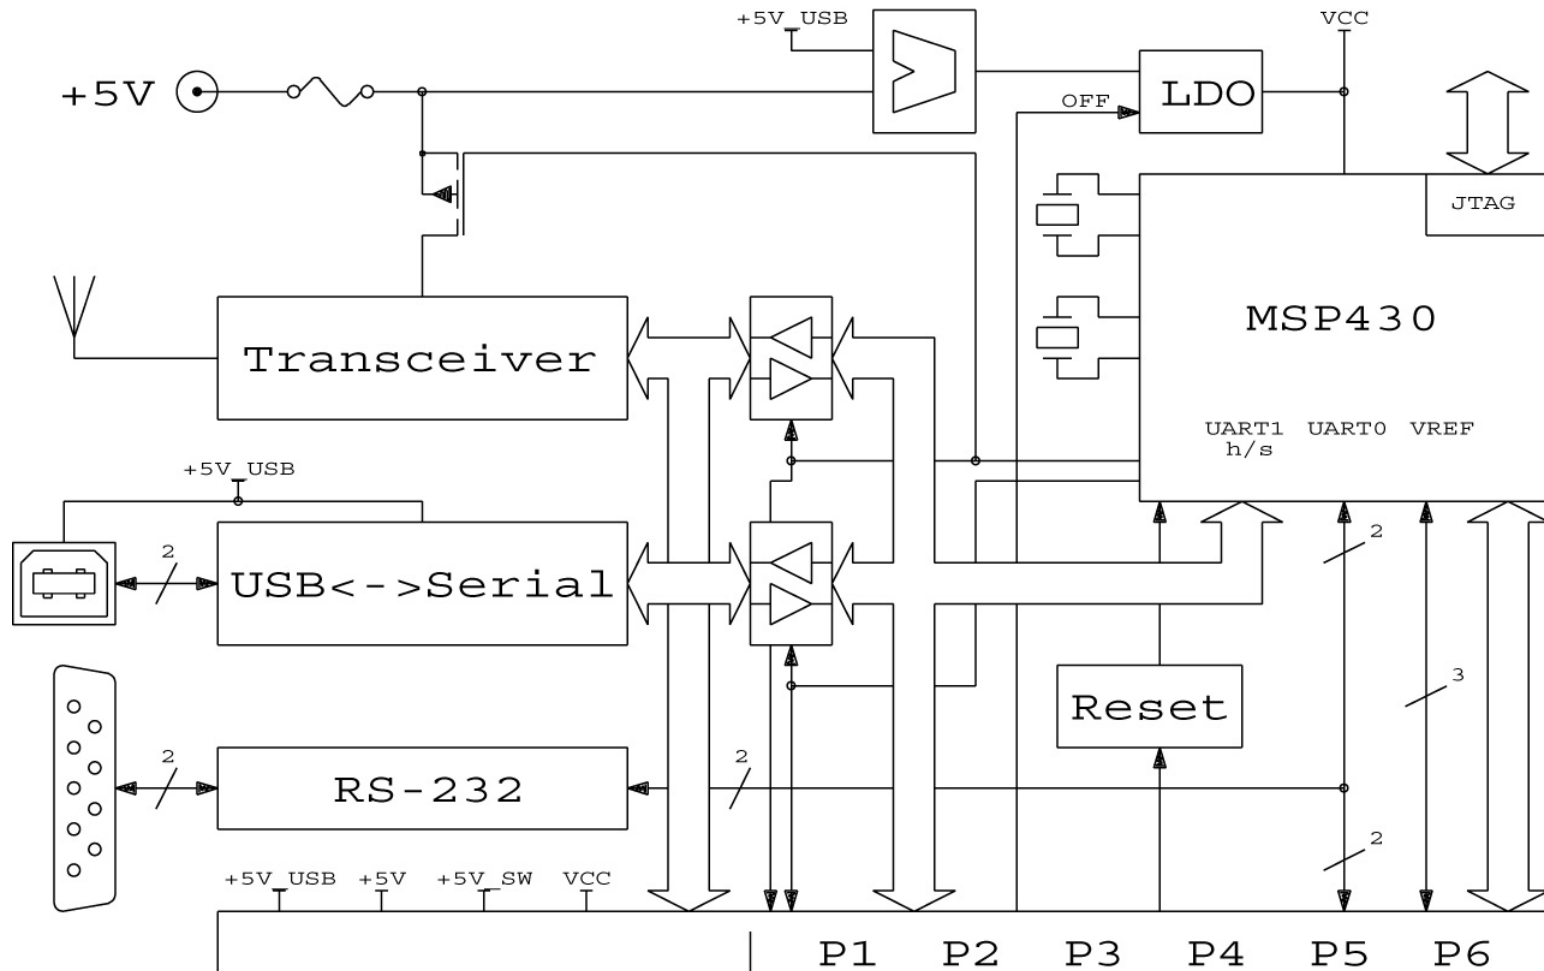 +5V_USB
VCC
+5V
LDO
OFF
JTAG
MSP430
Transceiver
UART1 UART0 VREF
h/s
+5V_USB
2
2
USB<->Serial
3
Reset
2
2
RS-232
2
+5V_USB +5V +5V_SW VCC
P1 P2 P3 P4 P5 P6